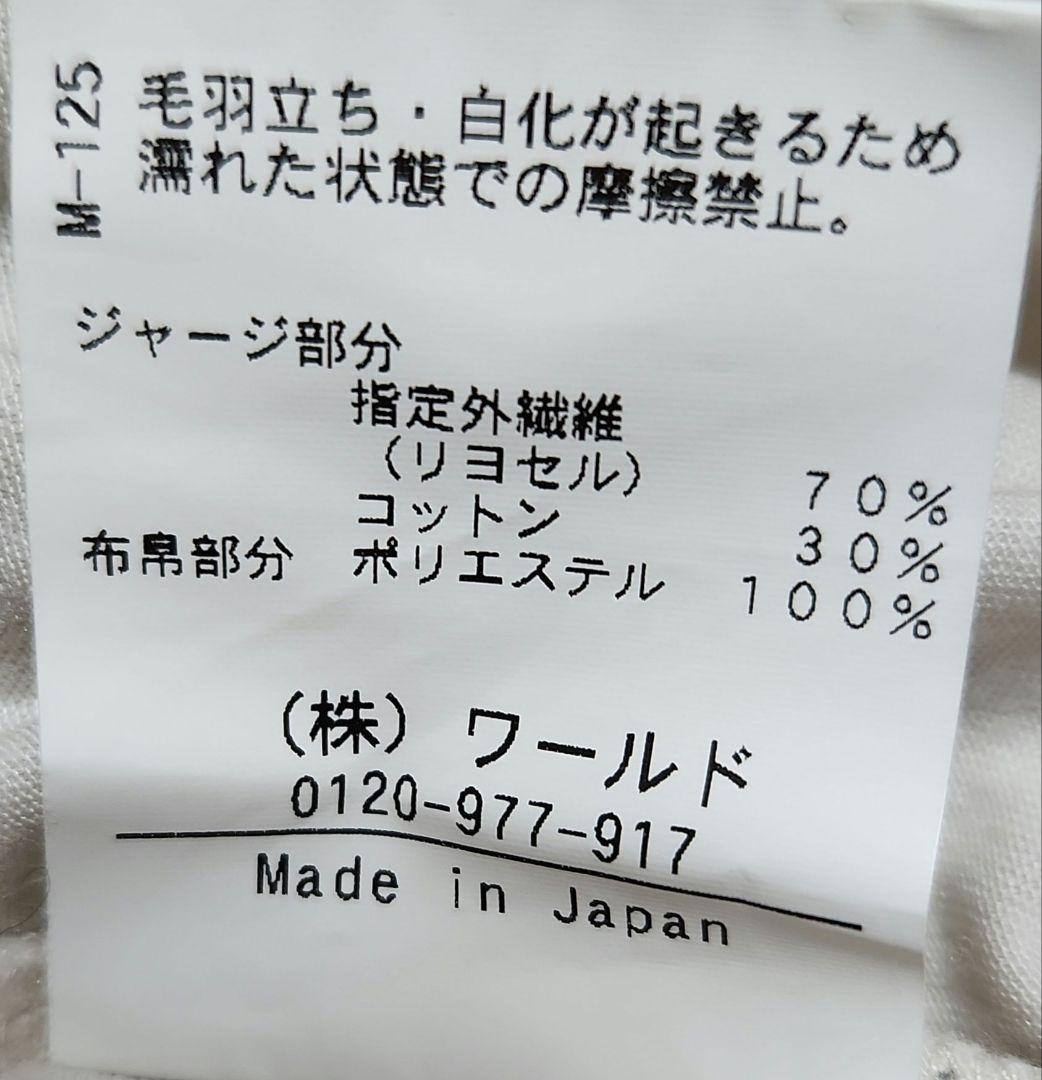 M-125
毛羽立ち・白化が起きるため
濡れた状態での摩擦禁止。
ジャージ部分
指定外繊維
(リヨセル) 70%
コットン 30%
布帛部分 ポリエステル 100%
(株) ワールド
0120-977-917
Made in Japan